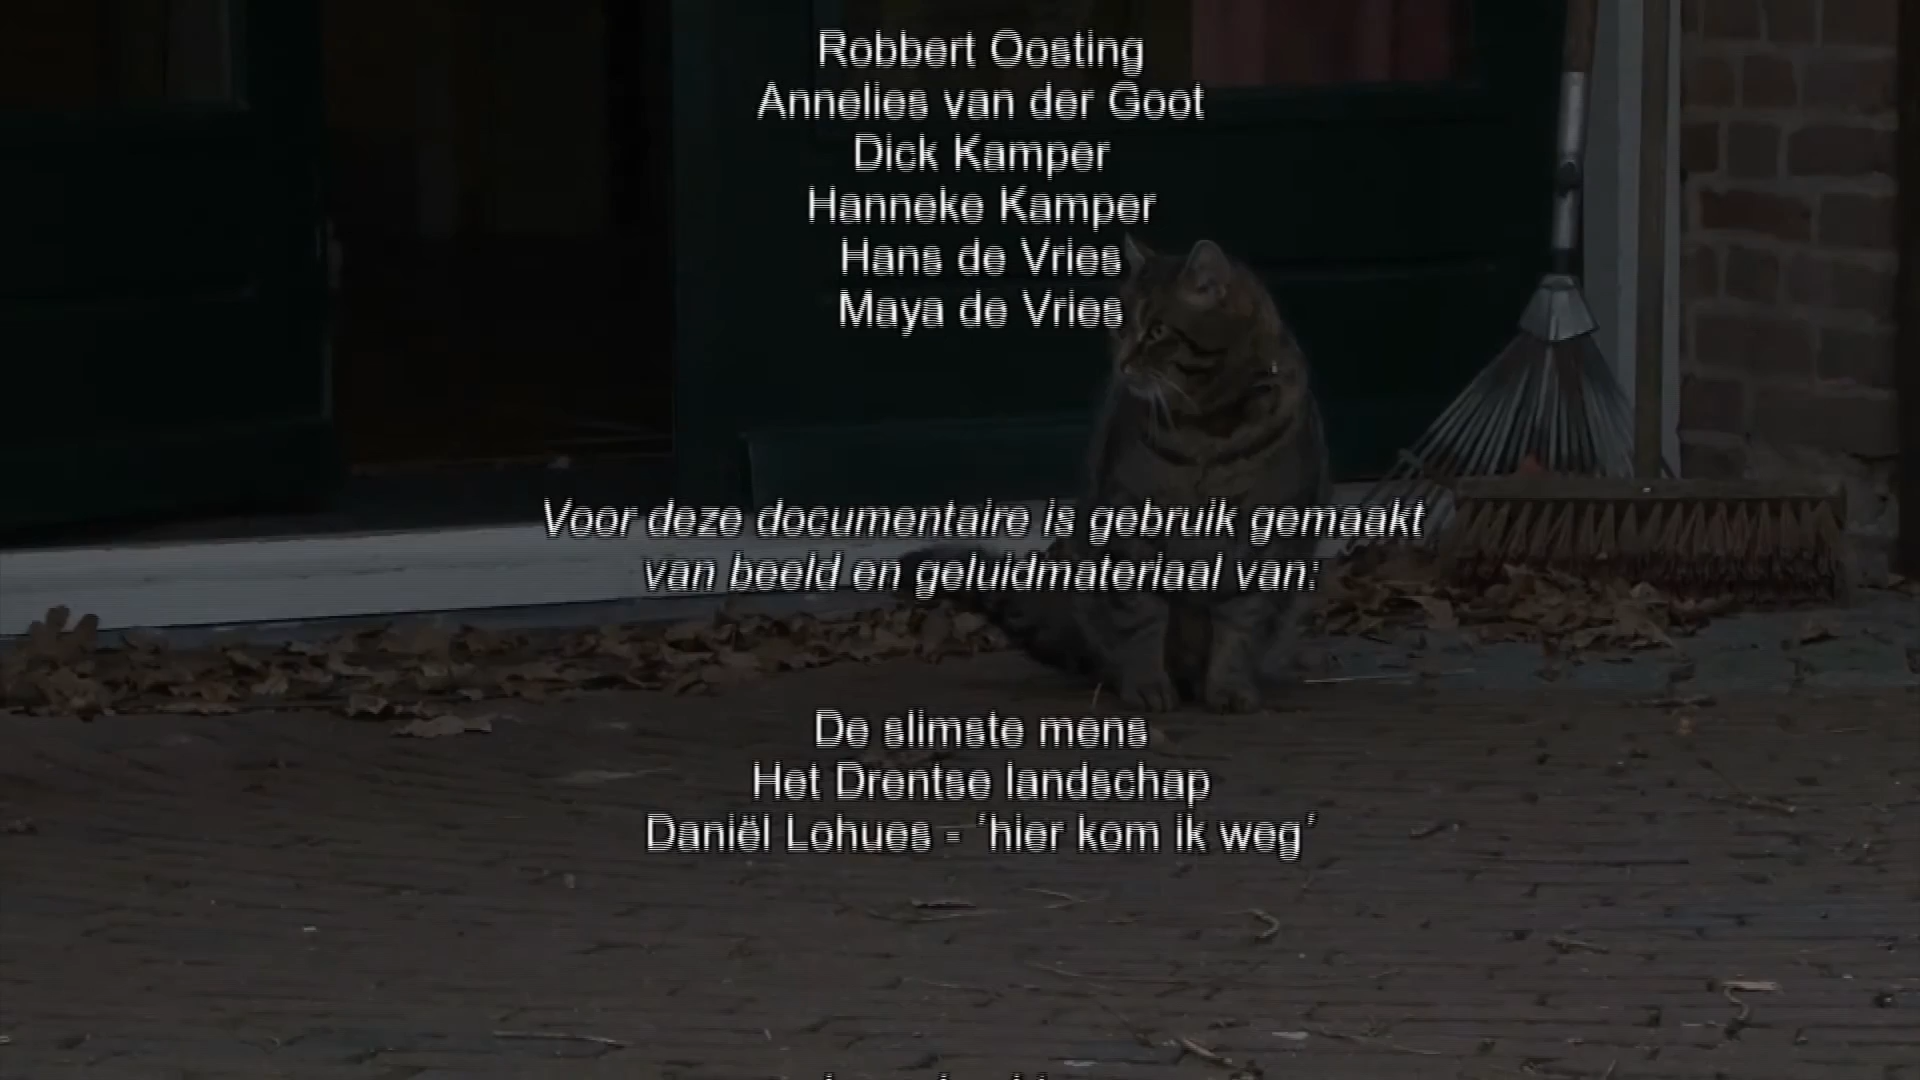 Robbert Oosting
Annelies van der Goot
Dick Kamper
Hanneke Kamper
Hans de Vries
Maya de Vries
Voor deze documentaire is gebruik gemaakt
van beeld en geluidmateriaal van:
De slimste mens
Het Drentse landschap
Daniël Lohues - ´hier kom ik weg´